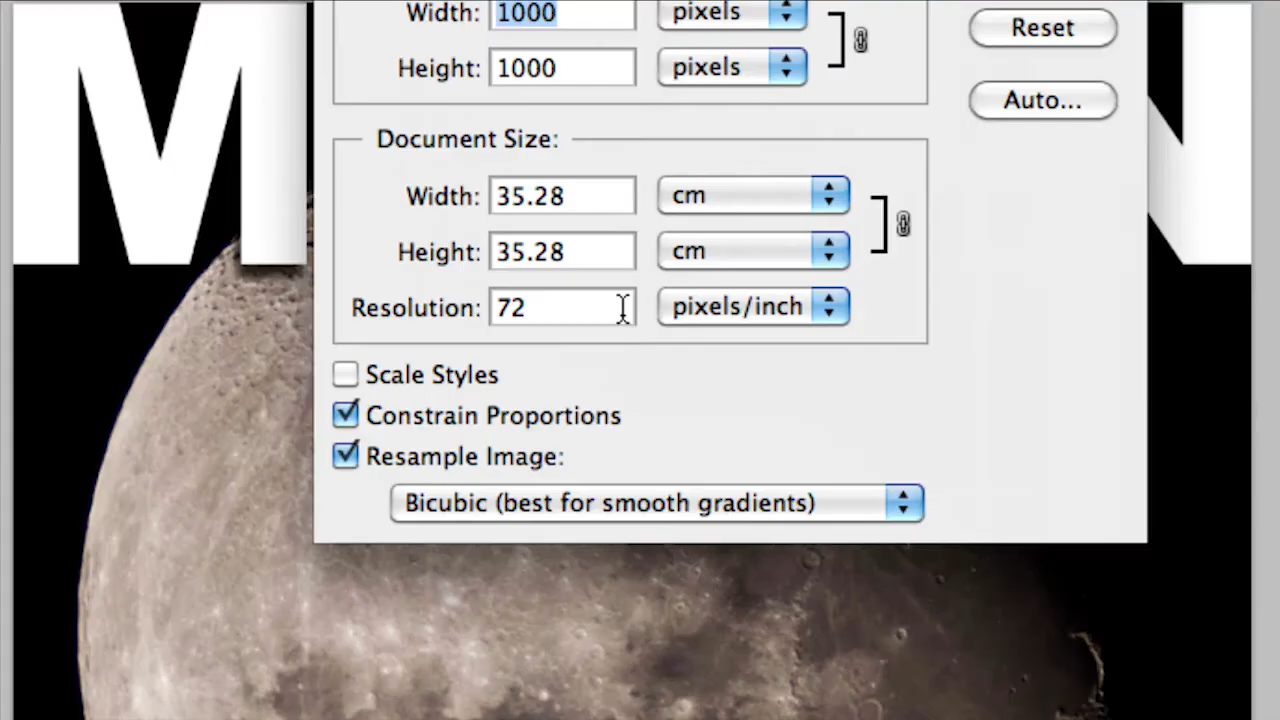 M N
Width: 1000 pixels
Reset
Height: 1000 pixels
Auto...
Document Size:
Width: 35.28 cm
Height: 35.28 cm
Resolution: 72 pixels/inch
Scale Styles
Constrain Proportions
Resample Image:
Bicubic (best for smooth gradients)